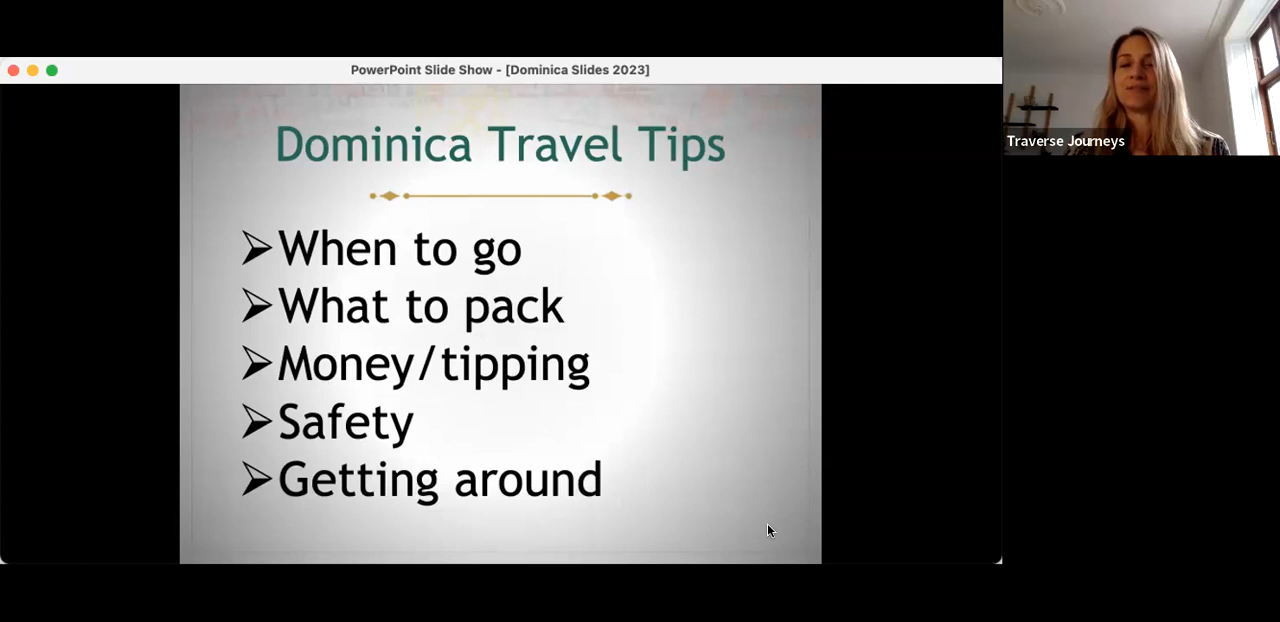 PowerPoint Slide Show - [Dominica Slides 2023]
Dominica Travel Tips
➢When to go
➢What to pack
➢Money/tipping
➢Safety
➢Getting around
Traverse Journeys